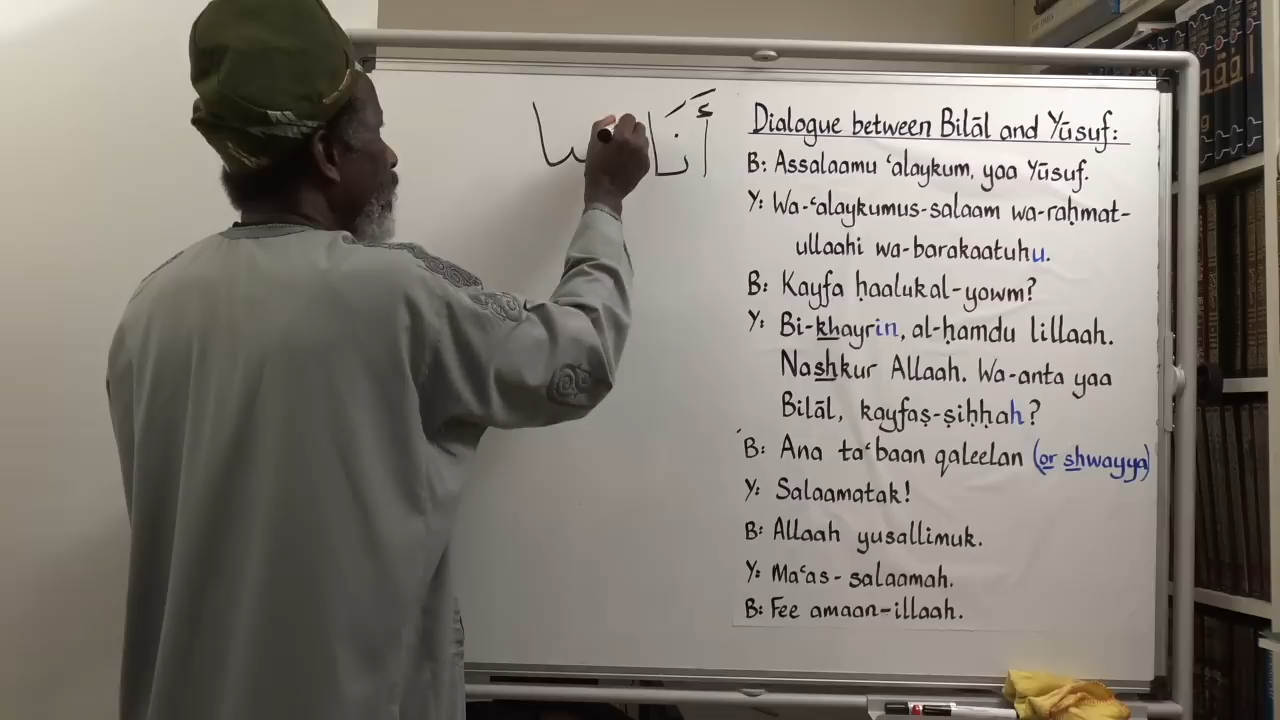 أَنَا
Dialogue between Bilāl and Yūsuf:
B: Assalaamu ʿalaykum, yaa Yūsuf.
Y: Wa-ʿalaykumus-salaam wa-raḥmat-
ullaahi wa-barakaatuhu.
B: Kayfa ḥaalukal-yowm?
Y: Bi-khayrin, al-ḥamdu lillaah.
Nashkur Allaah. Wa-anta yaa
Bilāl, kayfaṣ-ṣiḥḥah?
B: Ana taʿbaan qaleelan (or shwayya)
Y: Salaamatak!
B: Allaah yusallimuk.
Y: Maʿas-salaamah.
B: Fee amaan-illaah.